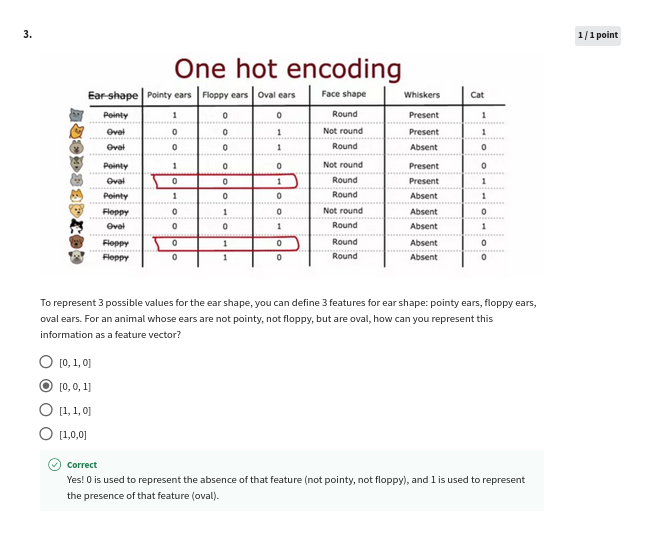 3.
1 / 1 point
One hot encoding
Ear shape Pointy ears Floppy ears Oval ears Face shape Whiskers Cat
Pointy 1 0 0 Round Present 1
Oval 0 0 1 Not round Present 1
Oval 0 0 1 Round Absent 0
Pointy 1 0 0 Not round Present 0
Oval 0 0 1 Round Present 1
Pointy 1 0 0 Round Absent 1
Floppy 0 1 0 Not round Absent 0
Oval 0 0 1 Round Absent 1
Floppy 0 1 0 Round Absent 0
Floppy 0 1 0 Round Absent 0
To represent 3 possible values for the ear shape, you can define 3 features for ear shape: pointy ears, floppy ears,
oval ears. For an animal whose ears are not pointy, not floppy, but are oval, how can you represent this
information as a feature vector?
[0, 1, 0]
[0, 0, 1]
[1, 1, 0]
[1,0,0]
Correct
Yes! 0 is used to represent the absence of that feature (not pointy, not floppy), and 1 is used to represent
the presence of that feature (oval).